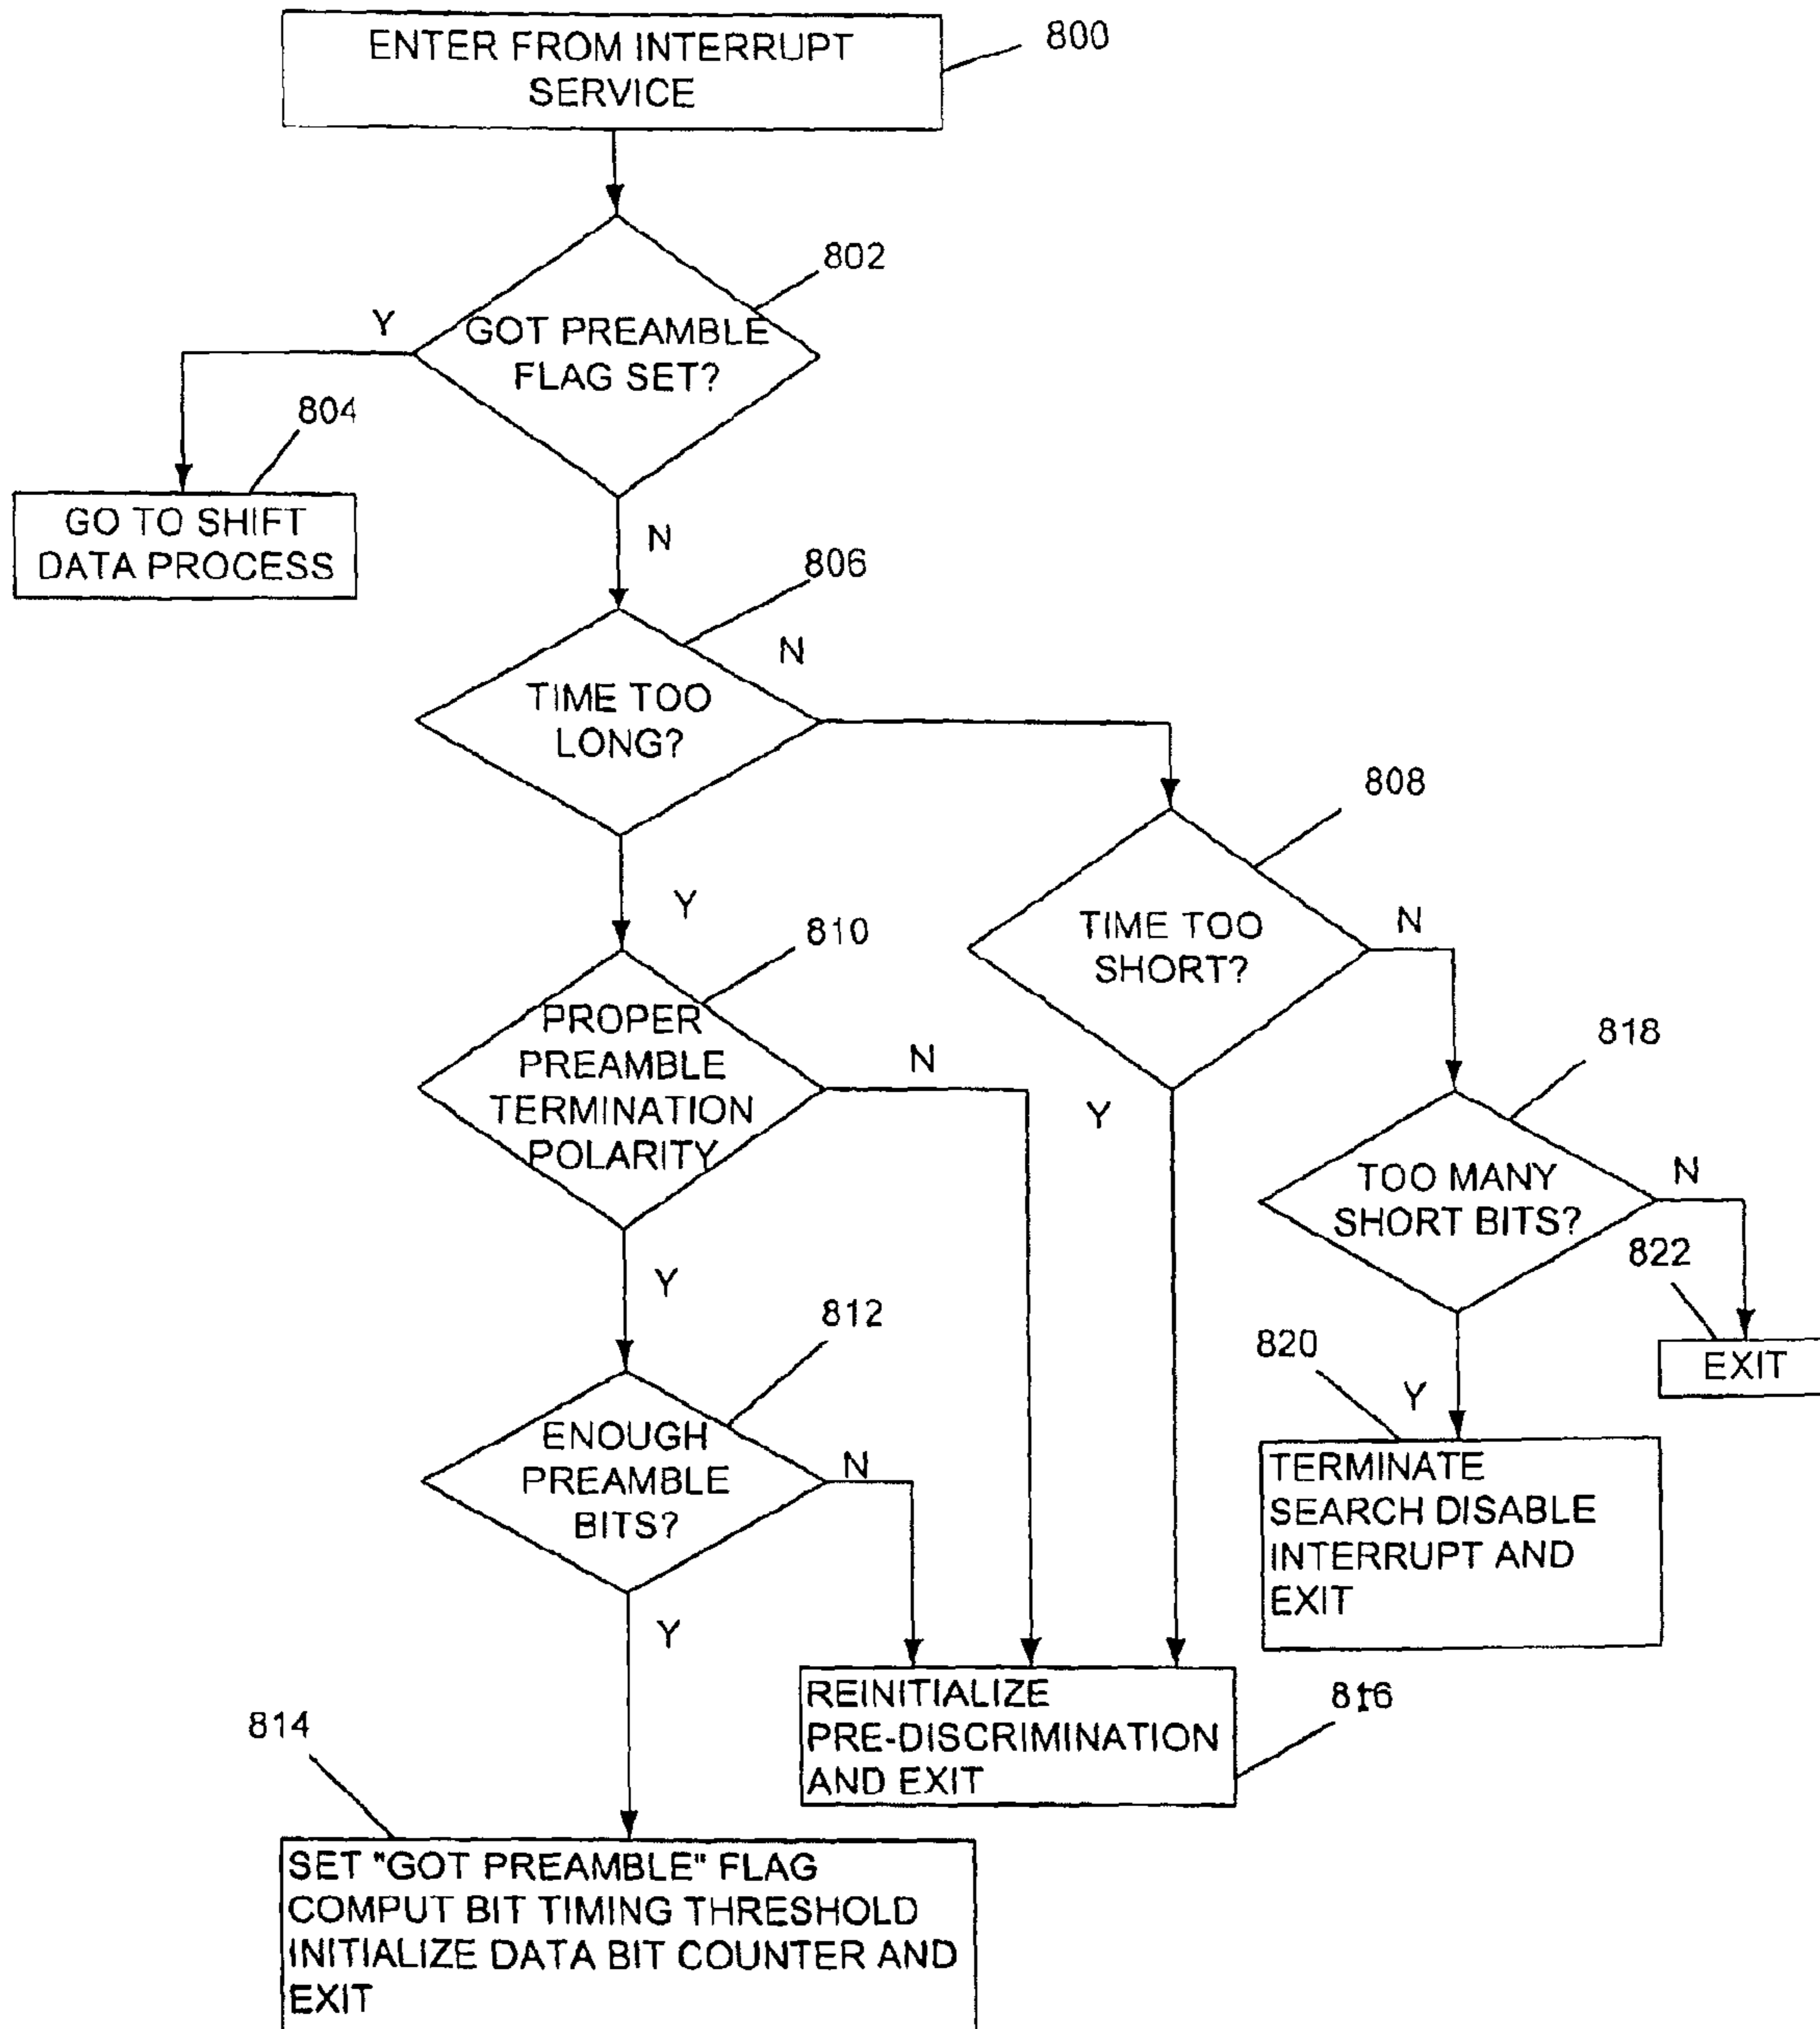 ENTER FROM INTERRUPT
SERVICE
800
802
Y
GOT PREAMBLE
FLAG SET?
804
GO TO SHIFT
DATA PROCESS
N
806
N
TIME TOO
LONG?
808
Y
TIME TOO
SHORT?
N
810
PROPER
PREAMBLE
TERMINATION
POLARITY
N
Y
818
TOO MANY
SHORT BITS?
N
822
EXIT
Y
812
820
Y
ENOUGH
PREAMBLE
BITS?
N
TERMINATE
SEARCH DISABLE
INTERRUPT AND
EXIT
Y
REINITIALIZE
PRE-DISCRIMINATION
AND EXIT
816
814
SET "GOT PREAMBLE" FLAG
COMPUT BIT TIMING THRESHOLD
INITIALIZE DATA BIT COUNTER AND
EXIT